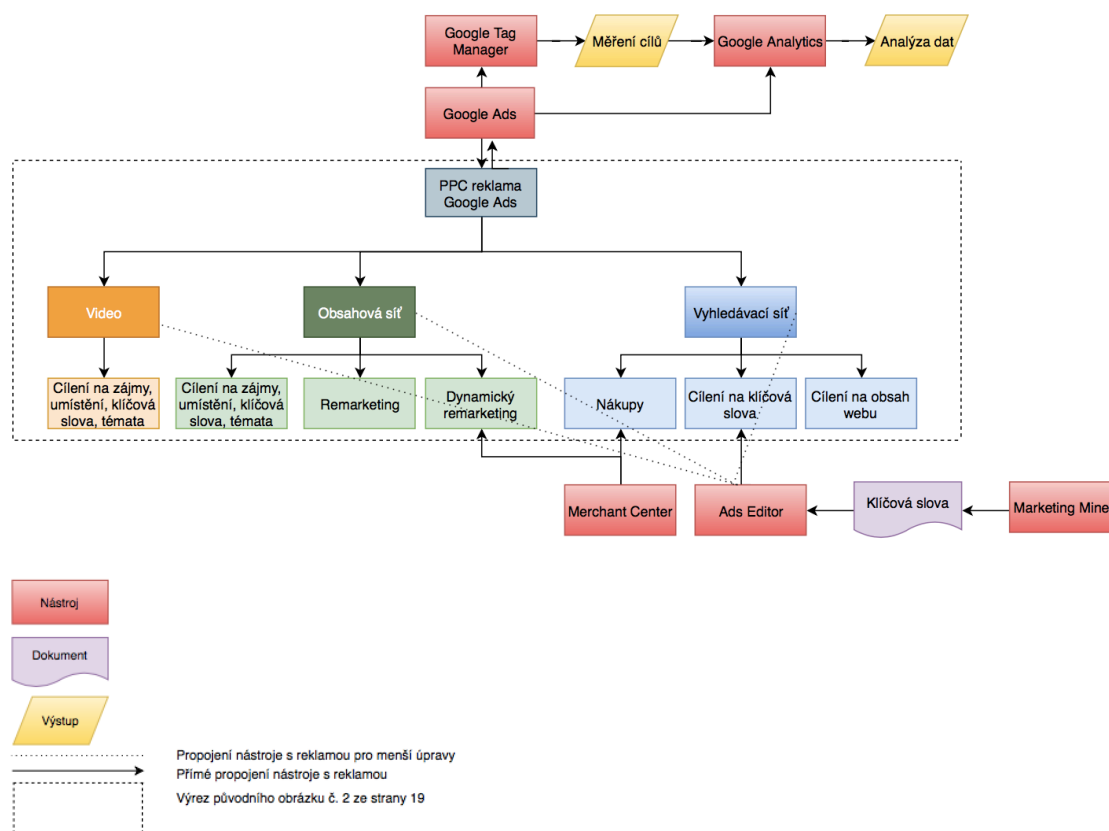 Google Tag
Manager
Měření cílů
Google Analytics
Analýza dat
Google Ads
PPC reklama
Google Ads
Video
Obsahová síť
Vyhledávací síť
Cílení na zájmy,
umístění, klíčová
slova, témata
Cílení na zájmy,
umístění, klíčová
slova, témata
Remarketing
Dynamický
remarketing
Nákupy
Cílení na klíčová
slova
Cílení na obsah
webu
Merchant Center
Ads Editor
Klíčová slova
Marketing Mine
Nástroj
Dokument
Výstup
Propojení nástroje s reklamou pro menší úpravy
Přímé propojení nástroje s reklamou
Výrez původního obrázku č. 2 ze strany 19